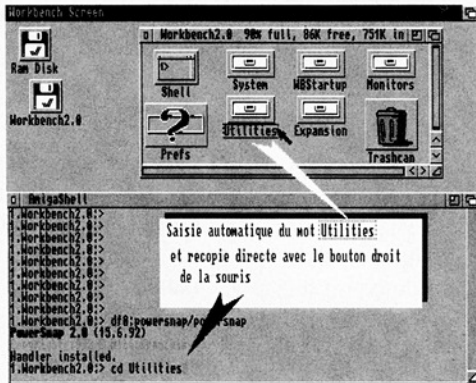 Workbench Screen
Workbench2.0 90% full, 86K free, 751K in
Ram Disk
Workbench2.0
Shell
System
WBStartup
Monitors
Prefs
Utilities
Expansion
Trashcan
AmigaShell
1.Workbench2.0:>
1.Workbench2.0:>
1.Workbench2.0:>
1.Workbench2.0:>
1.Workbench2.0:>
1.Workbench2.0:>
1.Workbench2.0:>
1.Workbench2.0:>
1.Workbench2.0:>
1.Workbench2.0:> df0:powersnap/powersnap
PowerSnap 2.0 (15.6.92)
Handler installed.
1.Workbench2.0:> cd Utilities
Saisie automatique du mot Utilities
et recopie directe avec le bouton droit
de la souris